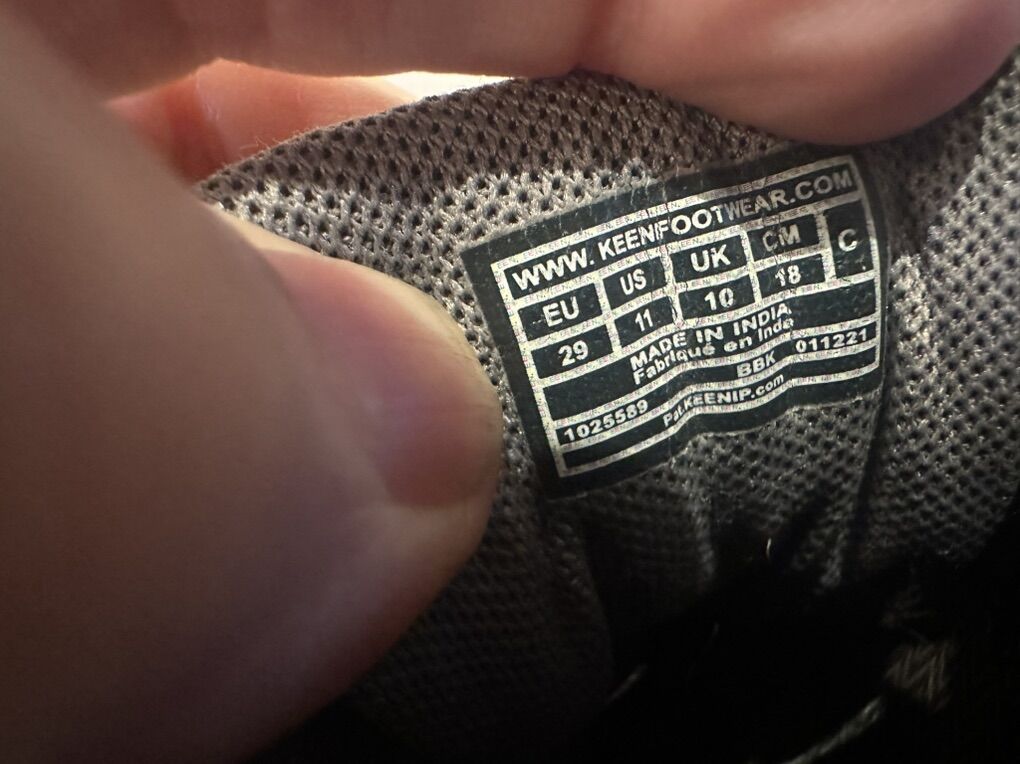 WWW.KEENFOOTWEAR.COM
EU US UK CM C
29 11 10 18
MADE IN INDIA
Fabriqué en Inde
BBK 011221
1025589
Pat.KEENIP.com